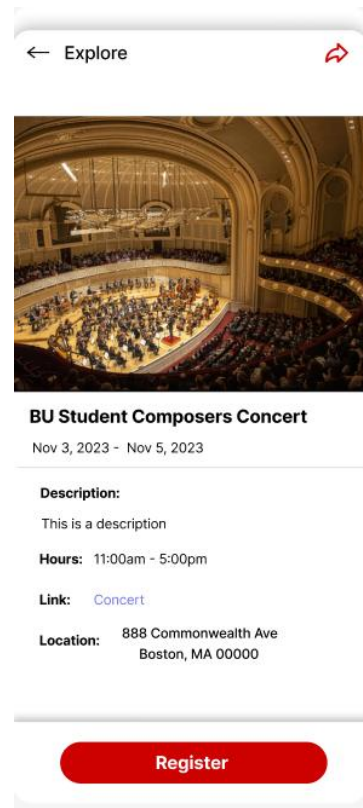 ← Explore
BU Student Composers Concert
Nov 3, 2023 - Nov 5, 2023
Description:
This is a description
Hours: 11:00am - 5:00pm
Link: Concert
Location: 888 Commonwealth Ave
Boston, MA 00000
Register